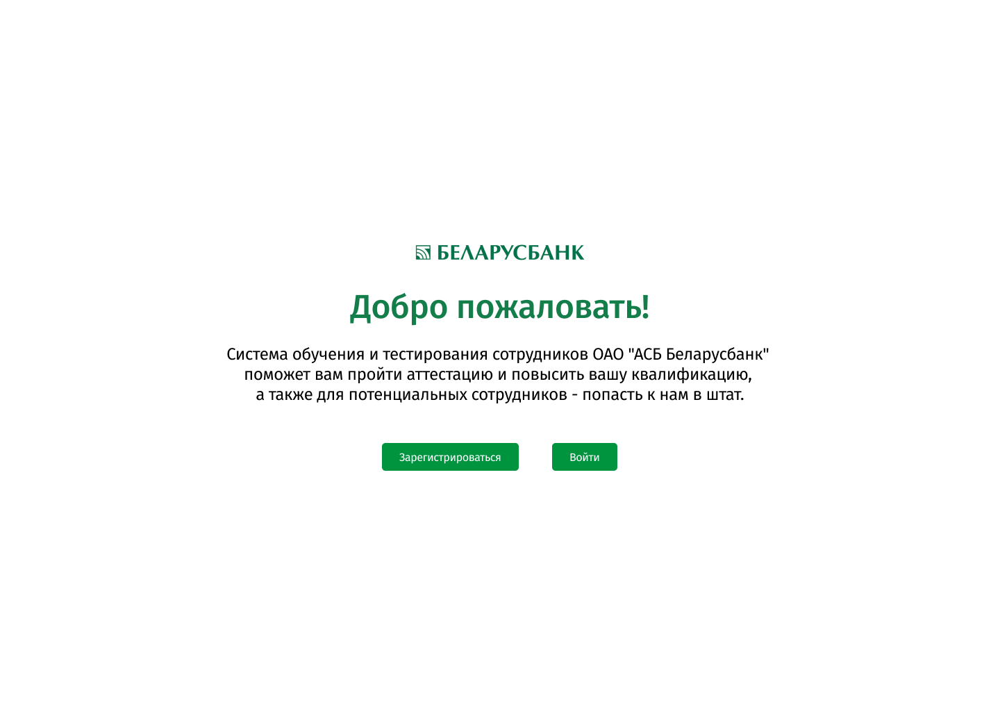 БЕЛАРУСБАНК
Добро пожаловать!
Система обучения и тестирования сотрудников ОАО "АСБ Беларусбанк"
поможет вам пройти аттестацию и повысить вашу квалификацию,
а также для потенциальных сотрудников - попасть к нам в штат.
Зарегистрироваться
Войти